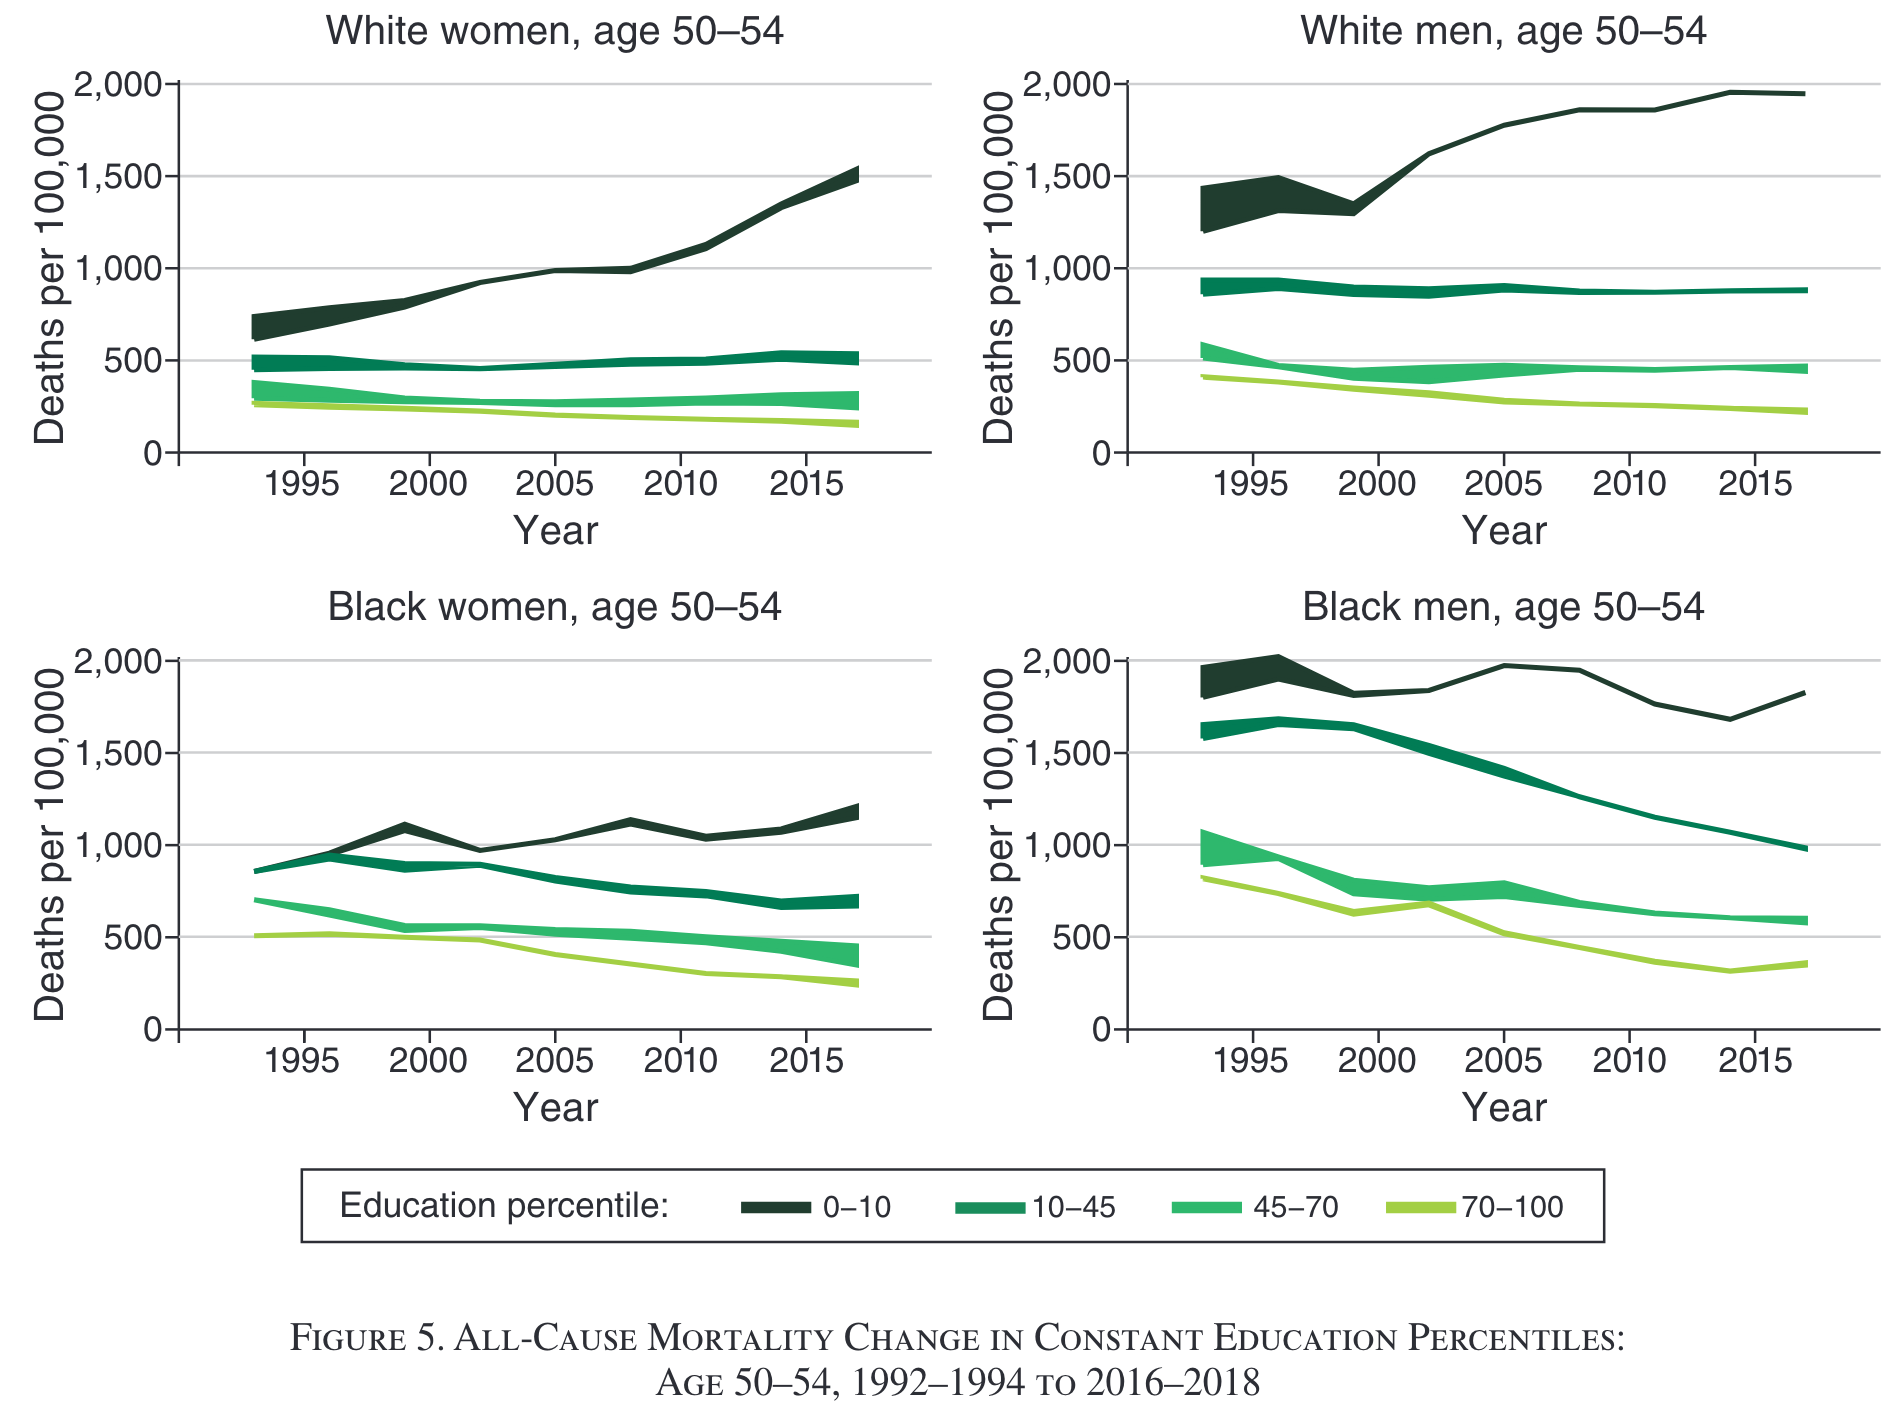 White women, age 50–54
Deaths per 100,000
2,000
1,500
1,000
500
0
1995 2000 2005 2010 2015
Year
White men, age 50–54
Deaths per 100,000
2,000
1,500
1,000
500
0
1995 2000 2005 2010 2015
Year
Black women, age 50–54
Deaths per 100,000
2,000
1,500
1,000
500
0
1995 2000 2005 2010 2015
Year
Black men, age 50–54
Deaths per 100,000
2,000
1,500
1,000
500
0
1995 2000 2005 2010 2015
Year
Education percentile: 0–10 10–45 45–70 70–100
Figure 5. All-Cause Mortality Change in Constant Education Percentiles:
Age 50–54, 1992–1994 to 2016–2018